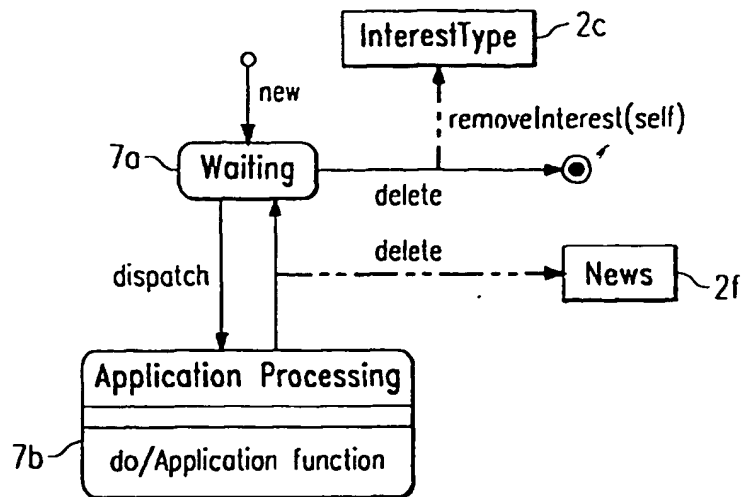 InterestType
2c
new
removeInterest(self)
7a
Waiting
delete
delete
dispatch
News
2f
Application Processing
7b
do/Application function